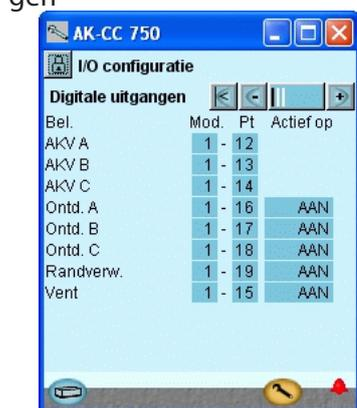 gen
AK-CC 750
I/O configuratie
Digitale uitgangen
Bel. Mod. Pt Actief op
AKV A 1 - 12
AKV B 1 - 13
AKV C 1 - 14
Ontd. A 1 - 16 AAN
Ontd. B 1 - 17 AAN
Ontd. C 1 - 18 AAN
Randverw. 1 - 19 AAN
Vent 1 - 15 AAN